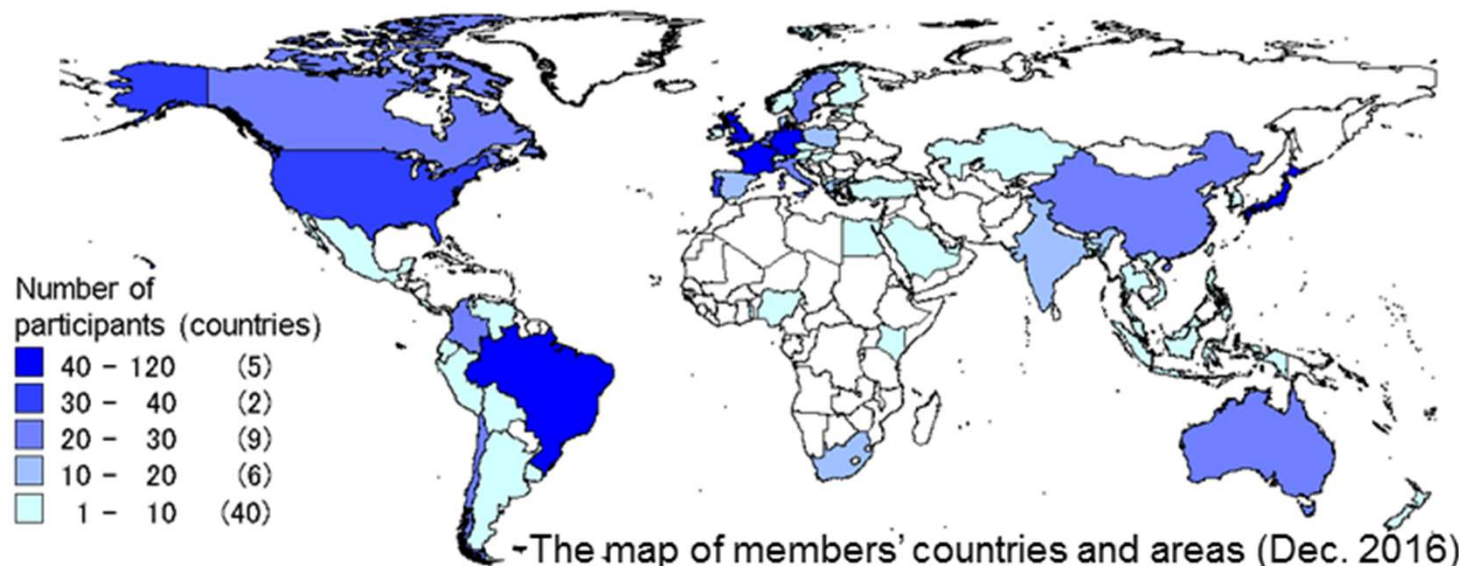 Number of
participants (countries)
40 - 120 (5)
30 - 40 (2)
20 - 30 (9)
10 - 20 (6)
1 - 10 (40)
The map of members' countries and areas (Dec. 2016)